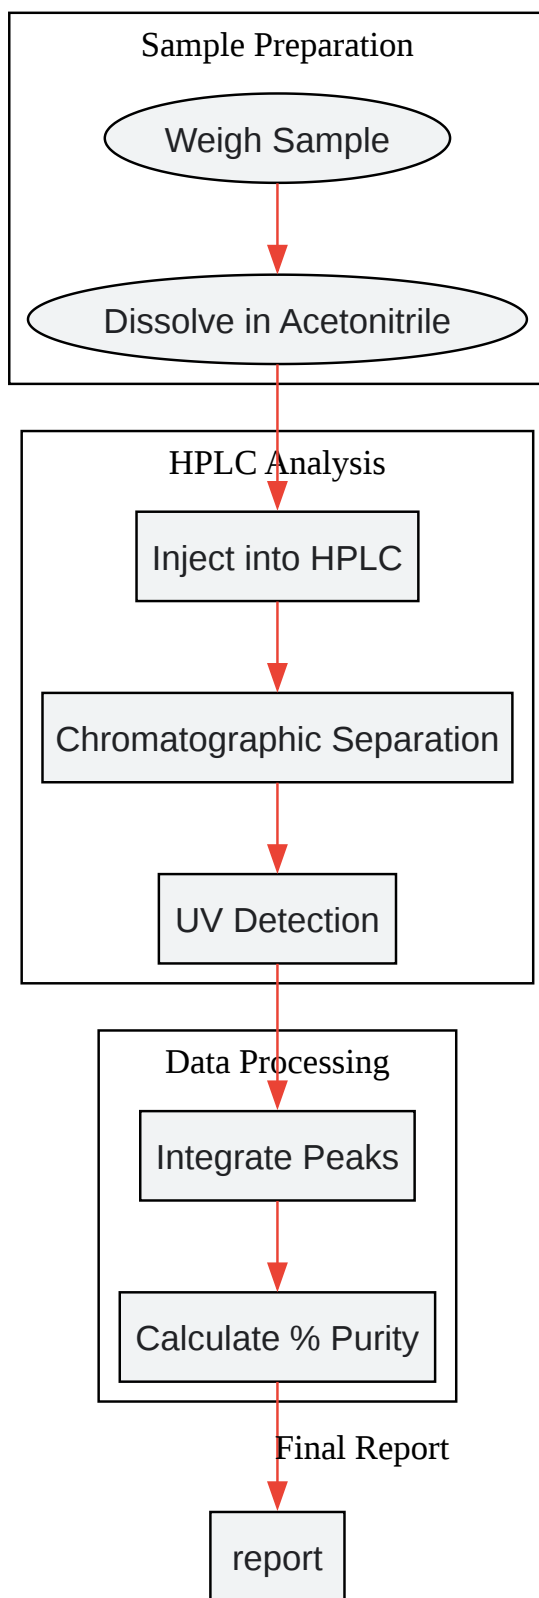 Sample Preparation
Weigh Sample
Dissolve in Acetonitrile
HPLC Analysis
Inject into HPLC
Chromatographic Separation
UV Detection
Data Processing
Integrate Peaks
Calculate % Purity
Final Report
report